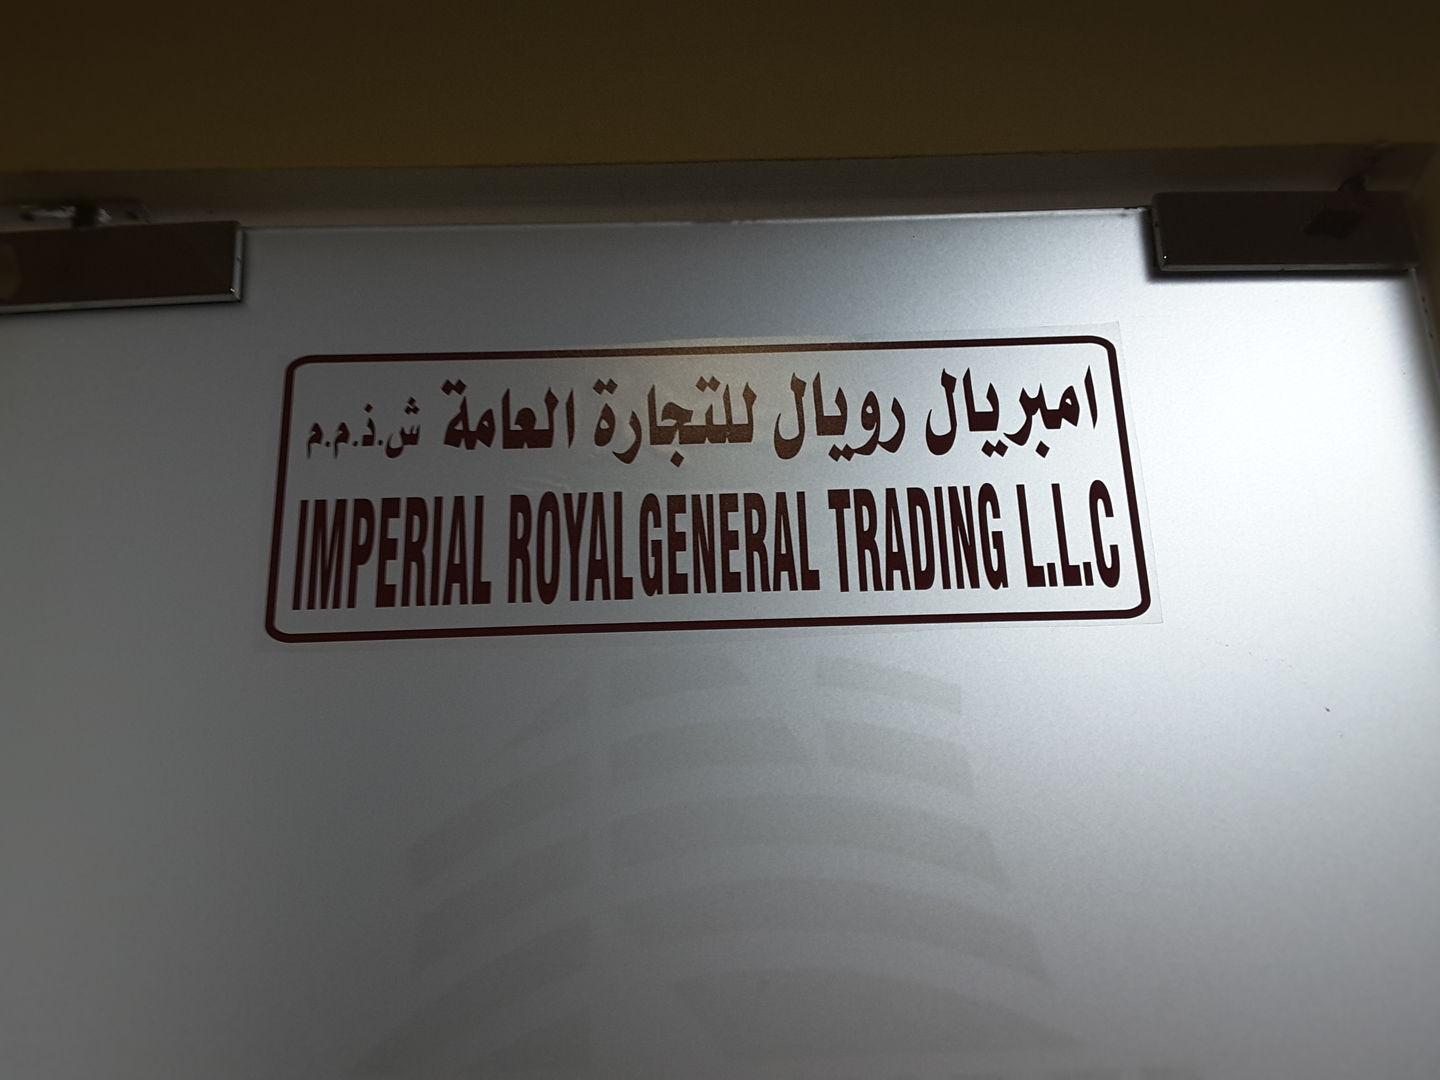 امبريال رويال للتجارة العامة ش.ذ.م.م
IMPERIAL ROYAL GENERAL TRADING L.L.C